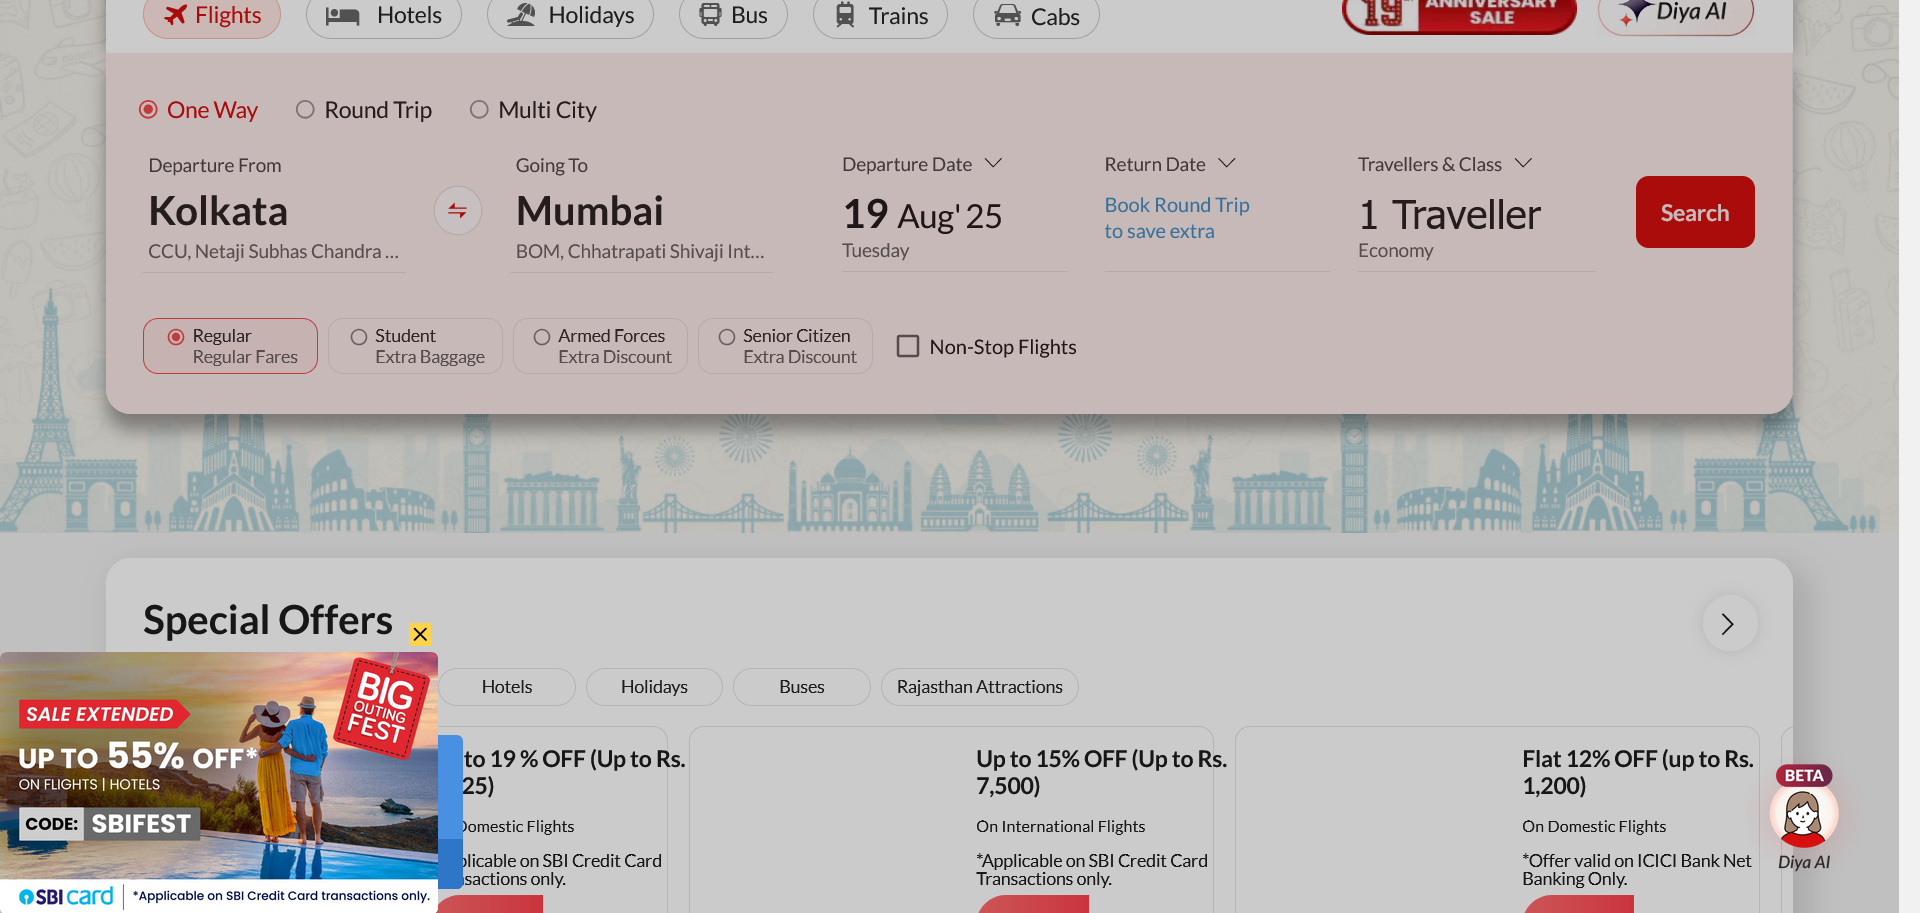 Flights
Hotels
Holidays
Bus
Trains
Cabs
19
ANNIVERSARY
SALE
Diya AI
One Way
Round Trip
Multi City
Departure From
Kolkata
CCU, Netaji Subhas Chandra ...
Going To
Mumbai
BOM, Chhatrapati Shivaji Int...
Departure Date
19 Aug' 25
Tuesday
Return Date
Book Round Trip
to save extra
Travellers & Class
1 Traveller
Economy
Search
Regular
Regular Fares
Student
Extra Baggage
Armed Forces
Extra Discount
Senior Citizen
Extra Discount
Non-Stop Flights
Special Offers
Hotels
Holidays
Buses
Rajasthan Attractions
to 19 % OFF (Up to Rs.
25)
Domestic Flights
plicable on SBI Credit Card
nsactions only.
Up to 15% OFF (Up to Rs.
7,500)
On International Flights
*Applicable on SBI Credit Card
Transactions only.
Flat 12% OFF (up to Rs.
1,200)
On Domestic Flights
*Offer valid on ICICI Bank Net
Banking Only.
BIG
OUTING
FEST
SALE EXTENDED
UP TO 55% OFF*
ON FLIGHTS | HOTELS
CODE: SBIFEST
SBI card
*Applicable on SBI Credit Card transactions only.
BETA
Diya AI